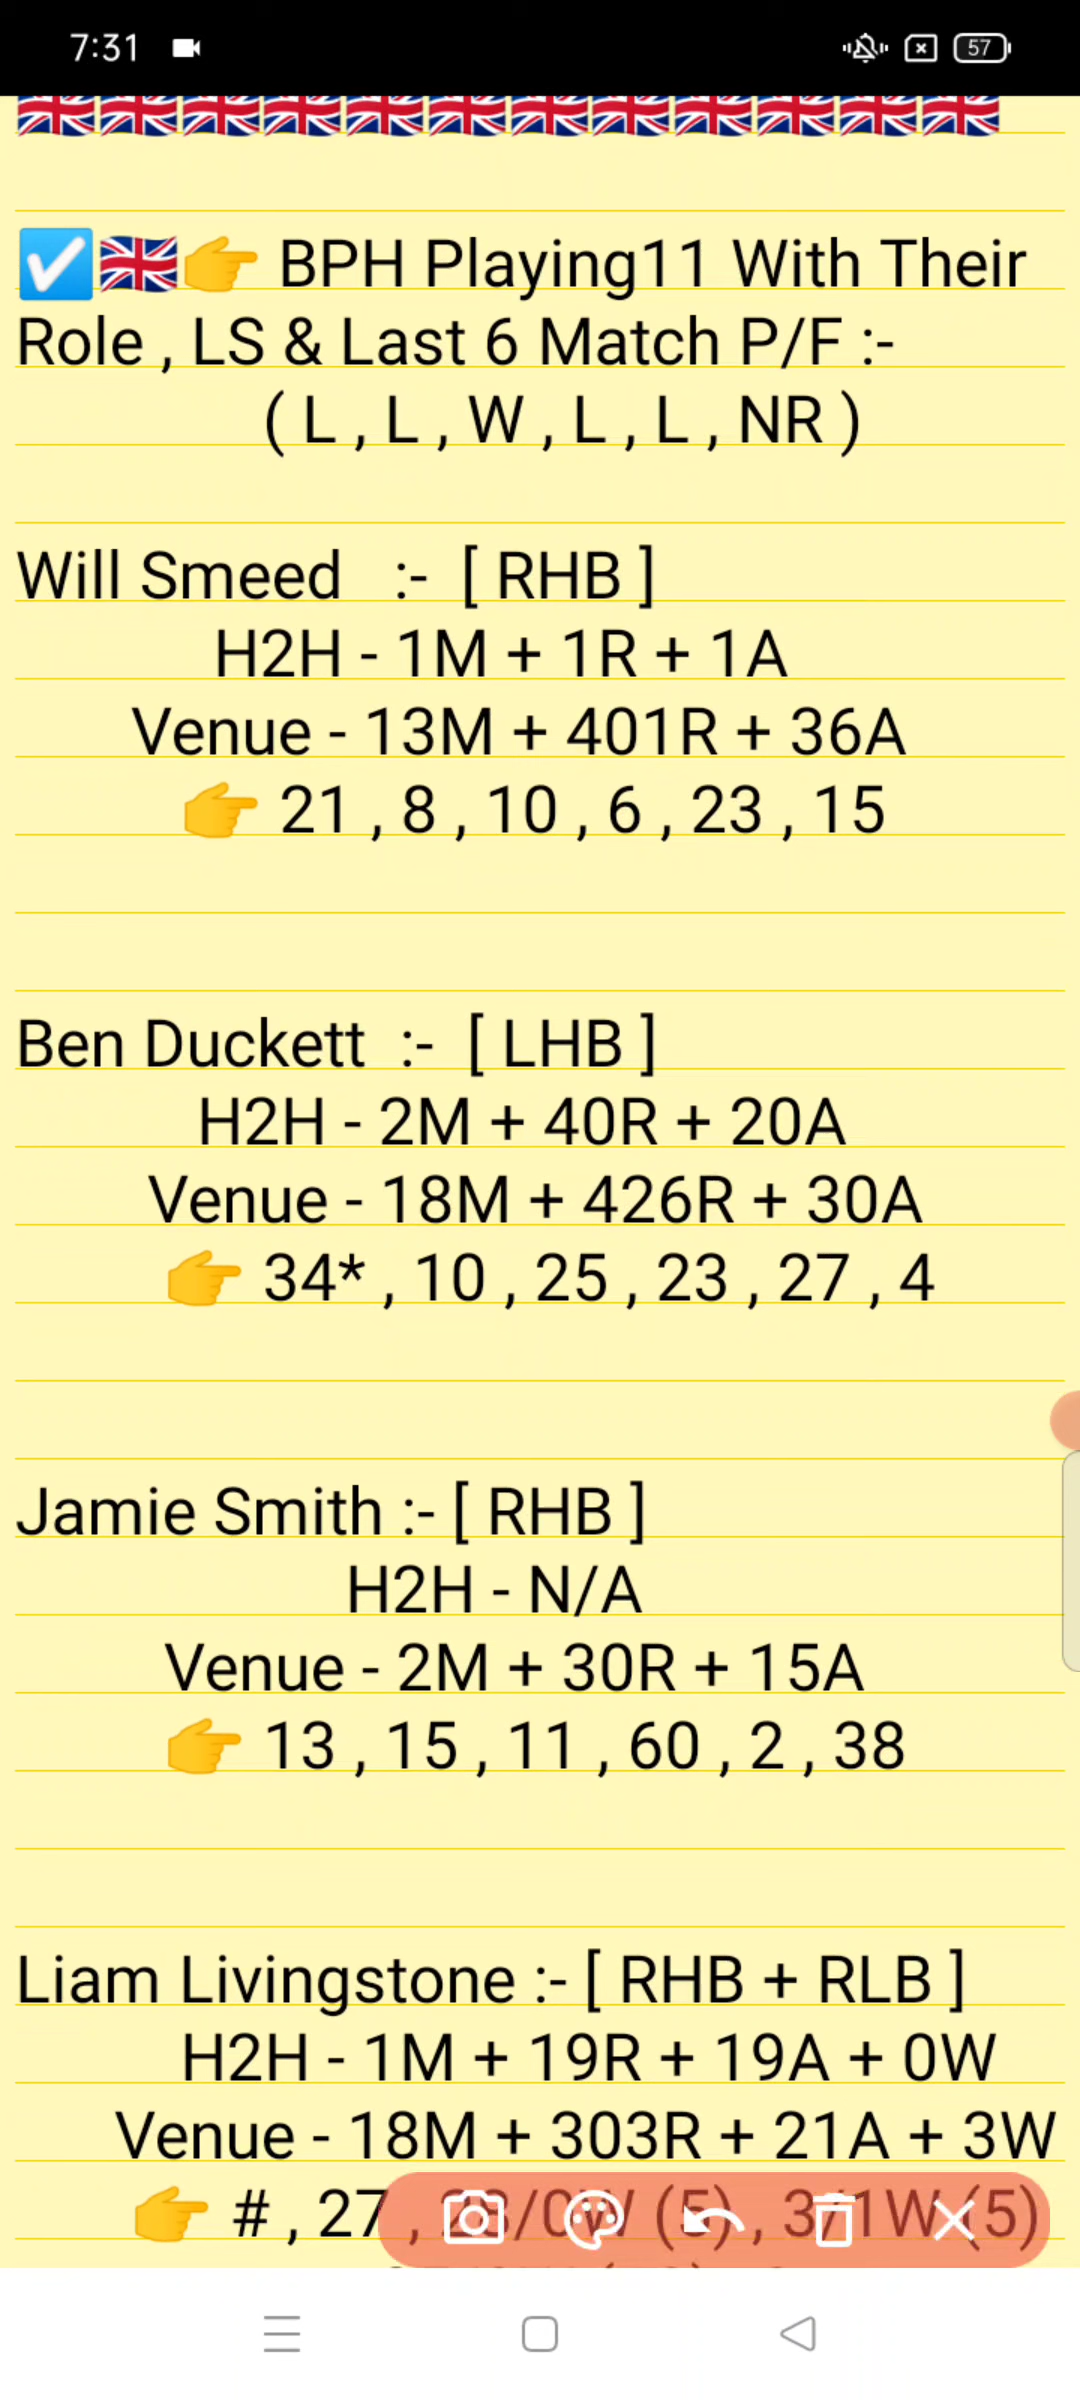 7:31
57
BPH Playing11 With Their
Role , LS & Last 6 Match P/F :-
( L , L , W , L , L , NR )
Will Smeed :- [ RHB ]
H2H - 1M + 1R + 1A
Venue - 13M + 401R + 36A
21 , 8 , 10 , 6 , 23 , 15
Ben Duckett :- [ LHB ]
H2H - 2M + 40R + 20A
Venue - 18M + 426R + 30A
34* , 10 , 25 , 23 , 27 , 4
Jamie Smith :- [ RHB ]
H2H - N/A
Venue - 2M + 30R + 15A
13 , 15 , 11 , 60 , 2 , 38
Liam Livingstone :- [ RHB + RLB ]
H2H - 1M + 19R + 19A + 0W
Venue - 18M + 303R + 21A + 3W
# , 27 , (5) , 3/1W (5)